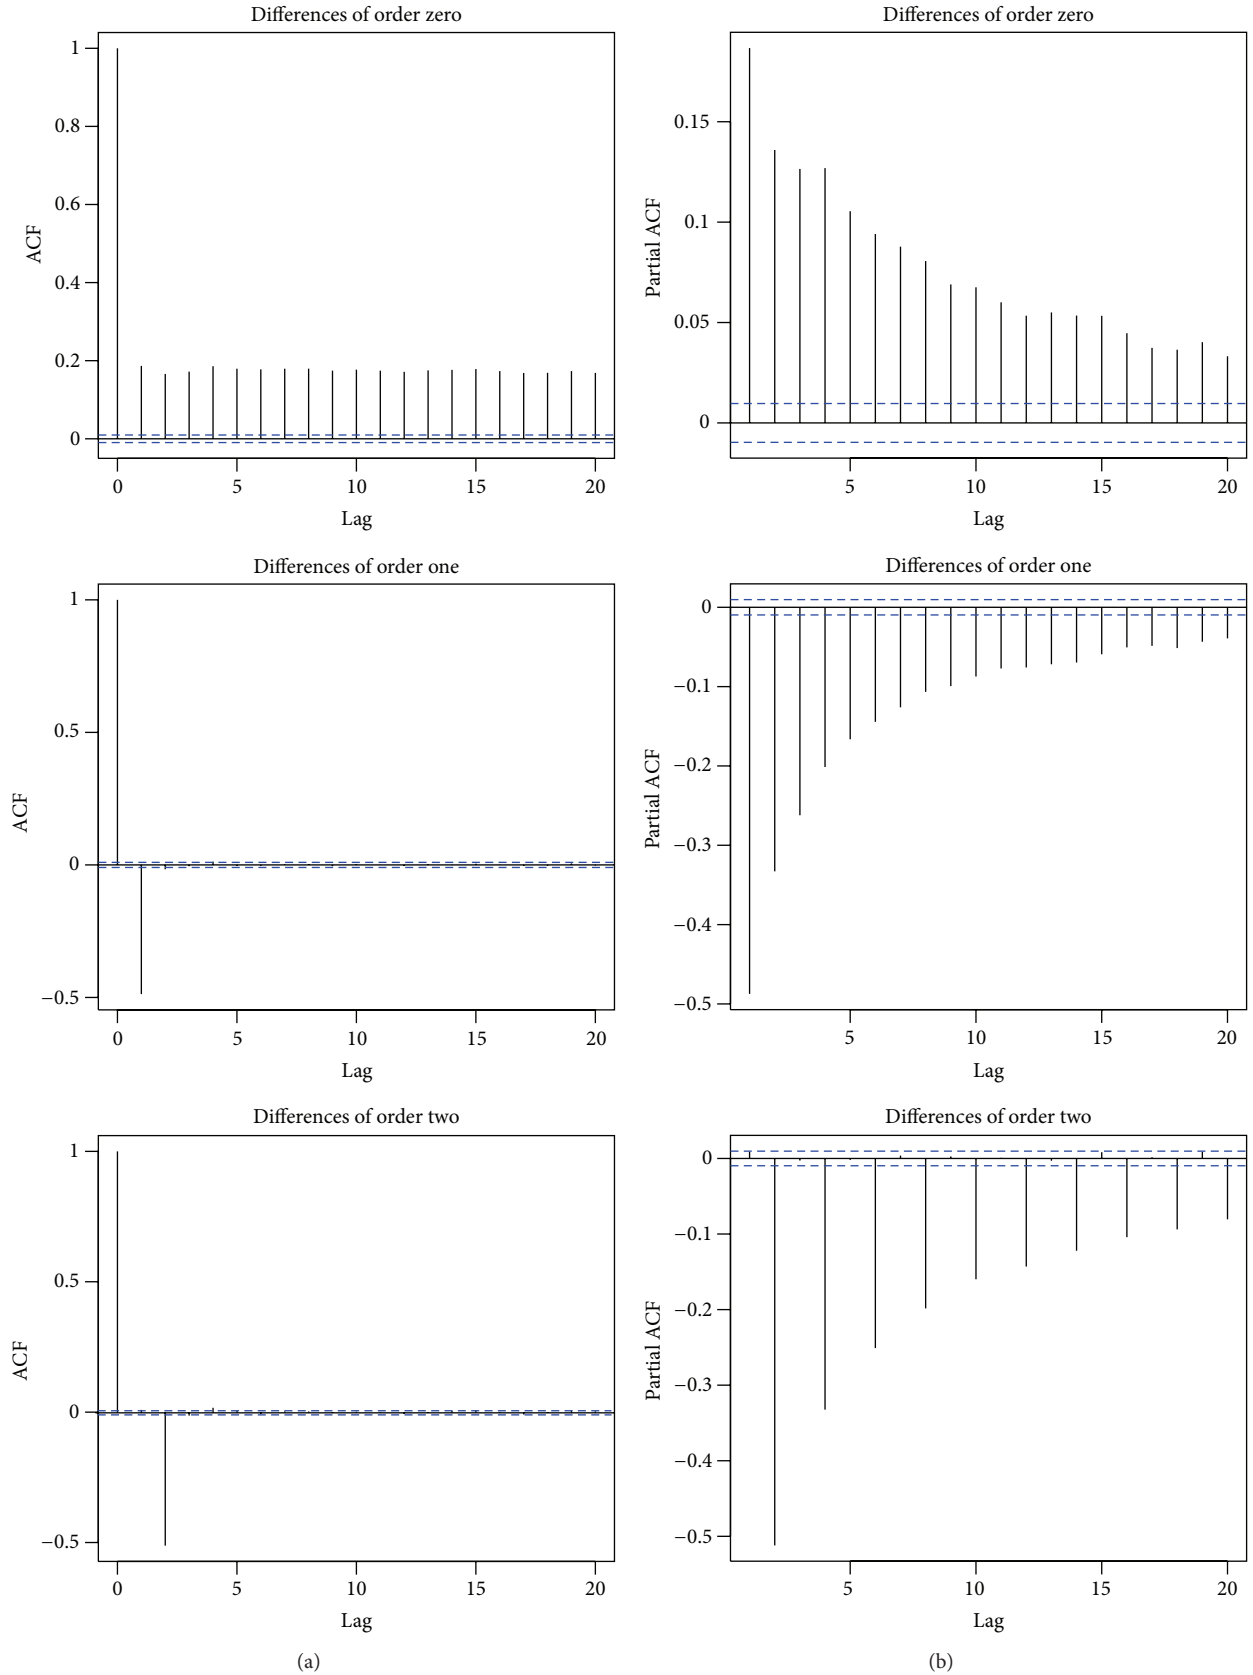 Differences of order zero
1
0.8
0.6
0.4
0.2
0
ACF
0 5 10 15 20
Lag
Differences of order zero
0.15
0.1
0.05
0
Partial ACF
5 10 15 20
Lag
Differences of order one
1
0.5
0
−0.5
ACF
0 5 10 15 20
Lag
Differences of order one
0
−0.1
−0.2
−0.3
−0.4
−0.5
Partial ACF
5 10 15 20
Lag
Differences of order two
1
0.5
0
−0.5
ACF
0 5 10 15 20
Lag
(a)
Differences of order two
0
−0.1
−0.2
−0.3
−0.4
−0.5
Partial ACF
5 10 15 20
Lag
(b)